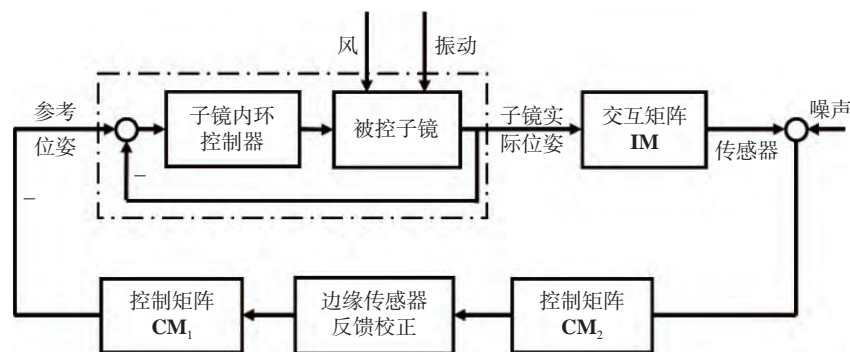 风
振动
参考
位姿
子镜内环
控制器
被控子镜
子镜实
际位姿
交互矩阵
IM
传感器
噪声
–
–
控制矩阵
CM₁
边缘传感器
反馈校正
控制矩阵
CM₂